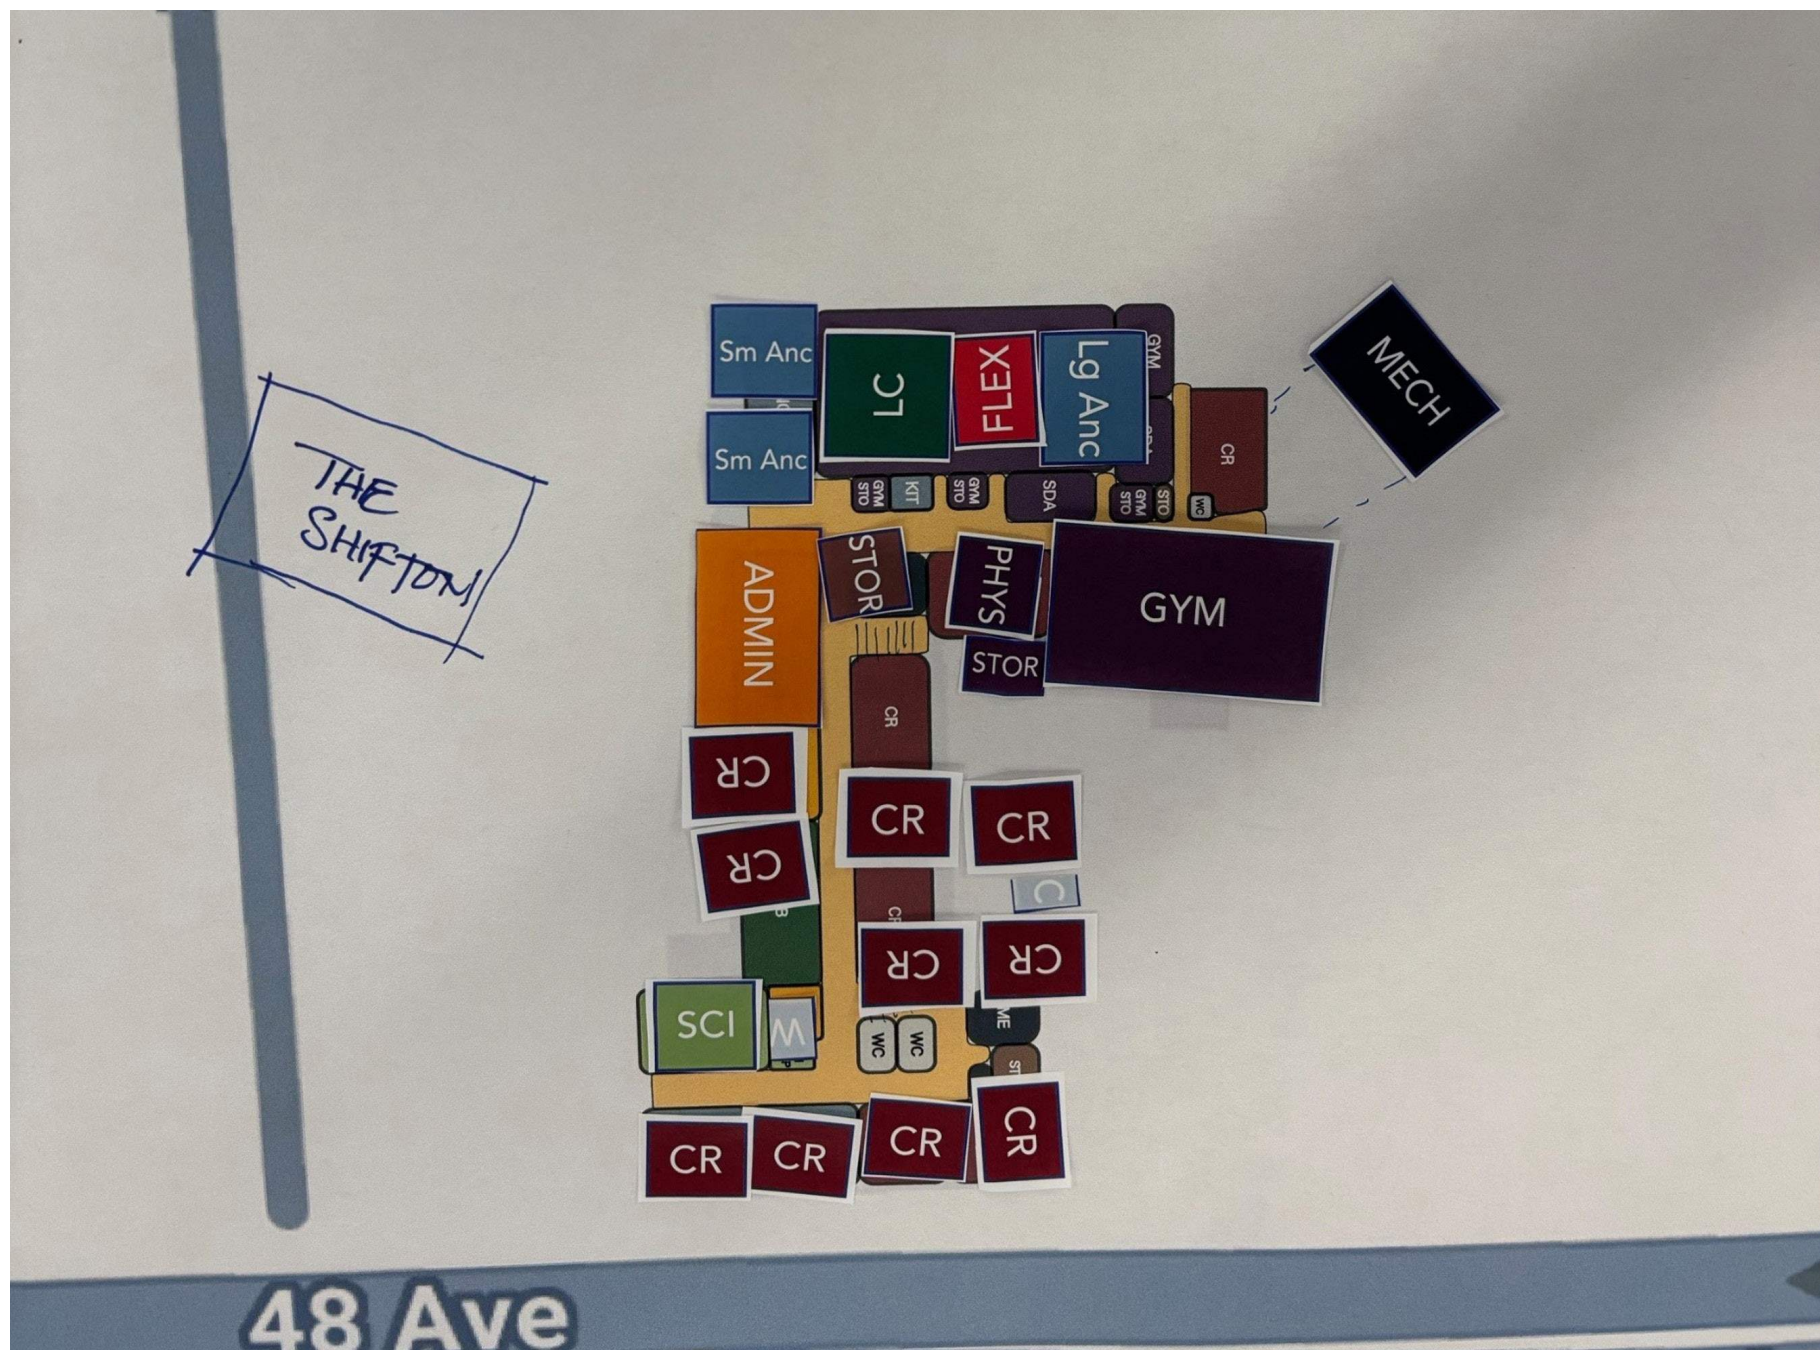 THE
SHIFTON
Sm Anc
Sm Anc
LC
FLEX
Lg Anc
GYM
CR
WC
MECH
GYM
STO
KIT
GYM
STO
SDA
GYM
STO
STO
ADMIN
STOR
PHYS
STOR
GYM
CR
CR
CR
CR
CR
C
CR
CR
SCI
W
WC
WC
CR
CR
CR
CR
48 Ave